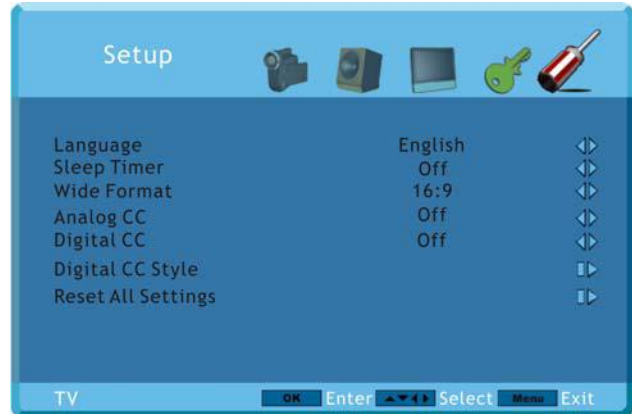 Setup
Language English
Sleep Timer Off
Wide Format 16:9
Analog CC Off
Digital CC Off
Digital CC Style
Reset All Settings
TV OK Enter Select Menu Exit